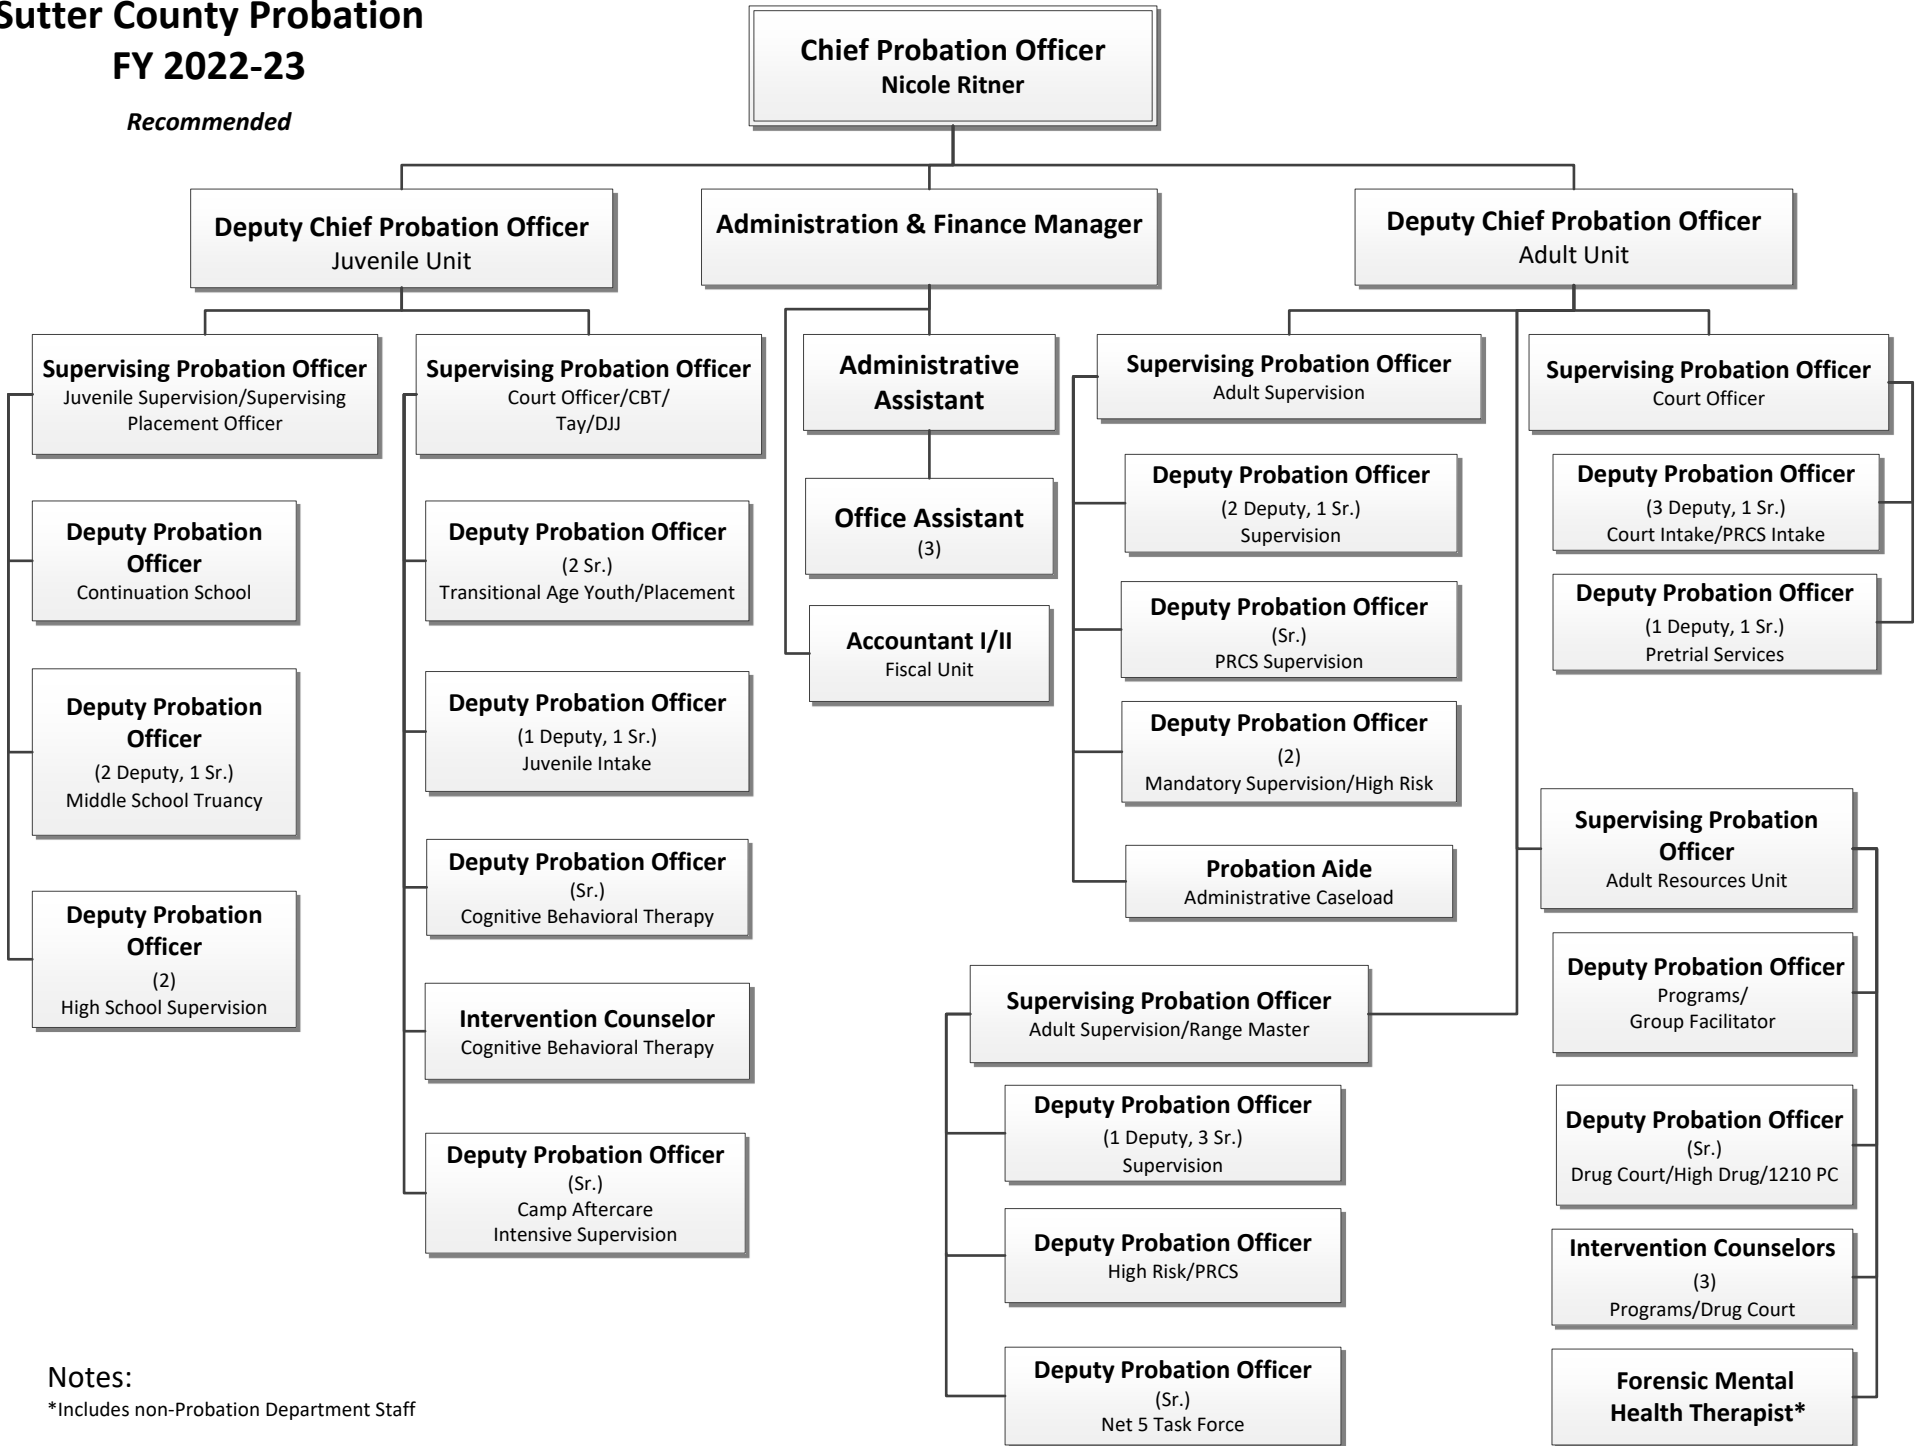 Sutter County Probation
FY 2022-23
Recommended
Chief Probation Officer
Nicole Ritner
Deputy Chief Probation Officer
Juvenile Unit
Administration & Finance Manager
Deputy Chief Probation Officer
Adult Unit
Supervising Probation Officer
Juvenile Supervision/Supervising
Placement Officer
Deputy Probation
Officer
Continuation School
Deputy Probation
Officer
(2 Deputy, 1 Sr.)
Middle School Truancy
Deputy Probation
Officer
(2)
High School Supervision
Supervising Probation Officer
Court Officer/CBT/
Tay/DJJ
Deputy Probation Officer
(2 Sr.)
Transitional Age Youth/Placement
Deputy Probation Officer
(1 Deputy, 1 Sr.)
Juvenile Intake
Deputy Probation Officer
(Sr.)
Cognitive Behavioral Therapy
Intervention Counselor
Cognitive Behavioral Therapy
Deputy Probation Officer
(Sr.)
Camp Aftercare
Intensive Supervision
Administrative
Assistant
Office Assistant
(3)
Accountant I/II
Fiscal Unit
Supervising Probation Officer
Adult Supervision
Deputy Probation Officer
(2 Deputy, 1 Sr.)
Supervision
Deputy Probation Officer
(Sr.)
PRCS Supervision
Deputy Probation Officer
(2)
Mandatory Supervision/High Risk
Probation Aide
Administrative Caseload
Supervising Probation Officer
Court Officer
Deputy Probation Officer
(3 Deputy, 1 Sr.)
Court Intake/PRCS Intake
Deputy Probation Officer
(1 Deputy, 1 Sr.)
Pretrial Services
Supervising Probation Officer
Adult Supervision/Range Master
Deputy Probation Officer
(1 Deputy, 3 Sr.)
Supervision
Deputy Probation Officer
High Risk/PRCS
Deputy Probation Officer
(Sr.)
Net 5 Task Force
Supervising Probation
Officer
Adult Resources Unit
Deputy Probation Officer
Programs/
Group Facilitator
Deputy Probation Officer
(Sr.)
Drug Court/High Drug/1210 PC
Intervention Counselors
(3)
Programs/Drug Court
Forensic Mental
Health Therapist*
Notes:
*Includes non-Probation Department Staff